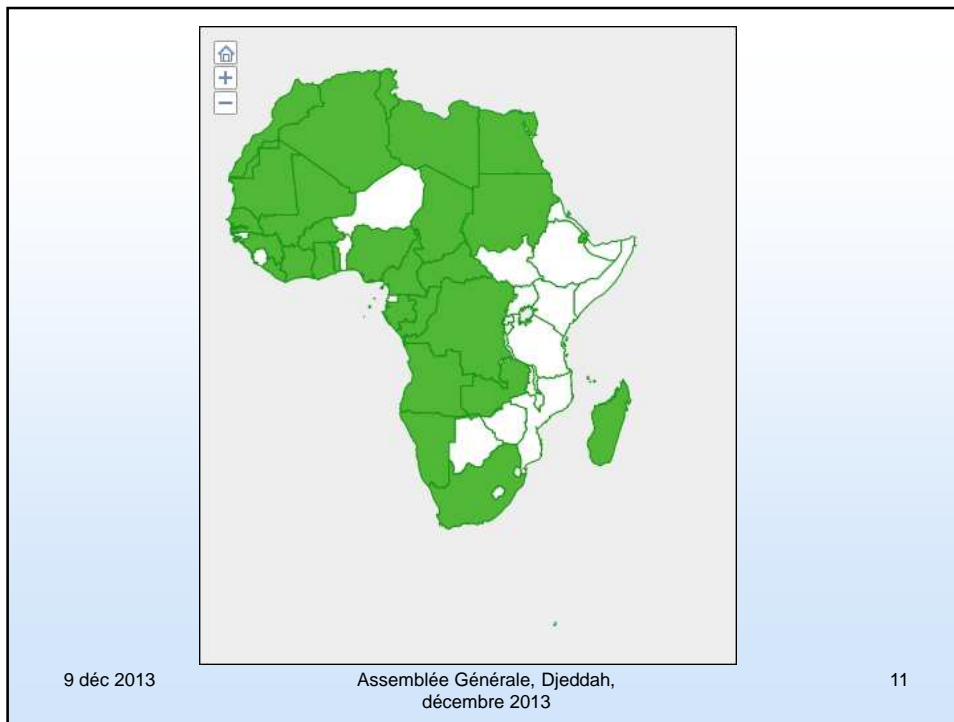 +
−
9 déc 2013
Assemblée Générale, Djeddah,
décembre 2013
11